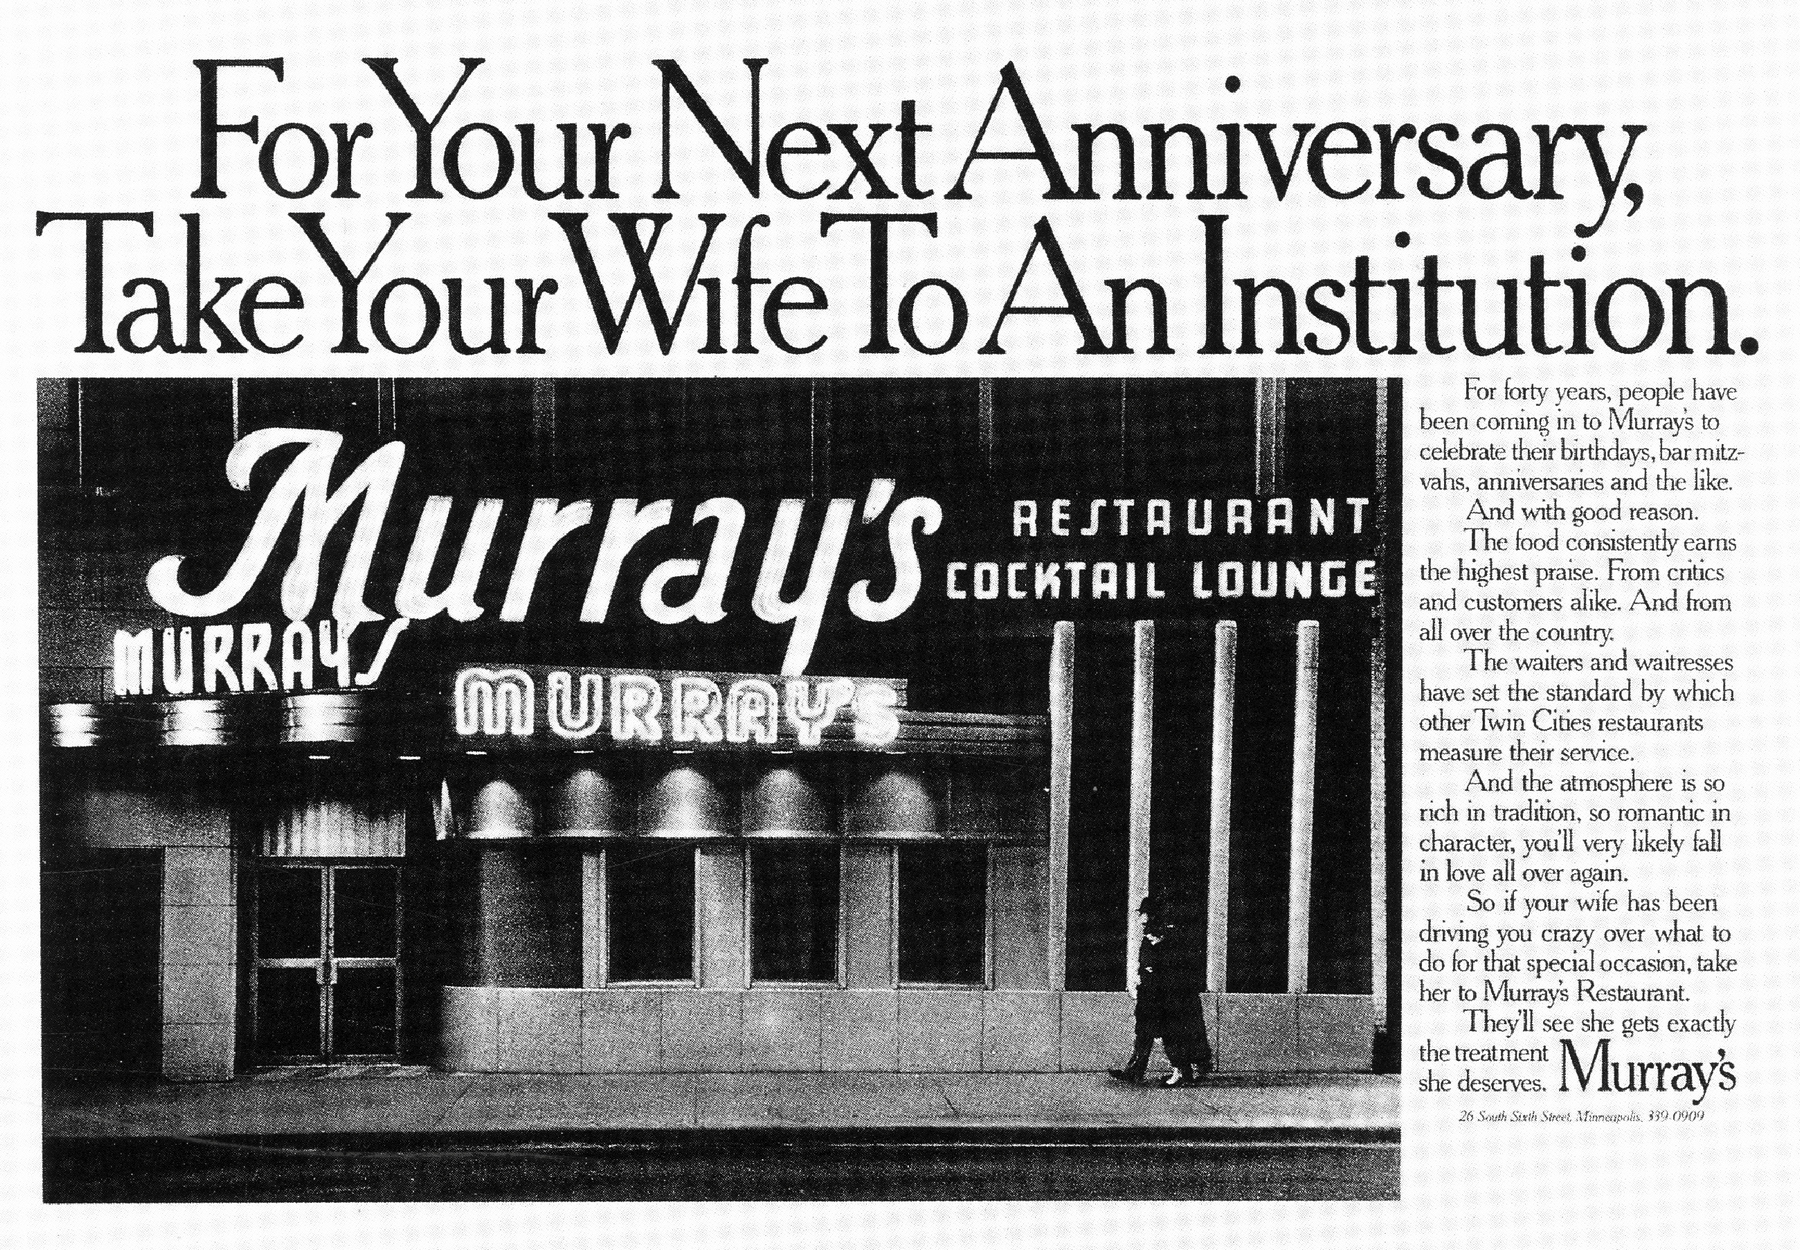 For Your Next Anniversary,
Take Your Wife To An Institution.
Murray's
RESTAURANT
COCKTAIL LOUNGE
MURRAYS
MURRAY'S
For forty years, people have
been coming in to Murray's to
celebrate their birthdays, bar mitz-
vahs, anniversaries and the like.
And with good reason.
The food consistently earns
the highest praise. From critics
and customers alike. And from
all over the country.
The waiters and waitresses
have set the standard by which
other Twin Cities restaurants
measure their service.
And the atmosphere is so
rich in tradition, so romantic in
character, you'll very likely fall
in love all over again.
So if your wife has been
driving you crazy over what to
do for that special occasion, take
her to Murray's Restaurant.
They'll see she gets exactly
the treatment
she deserves.
Murray's
26 South Sixth Street, Minneapolis, 339-0909